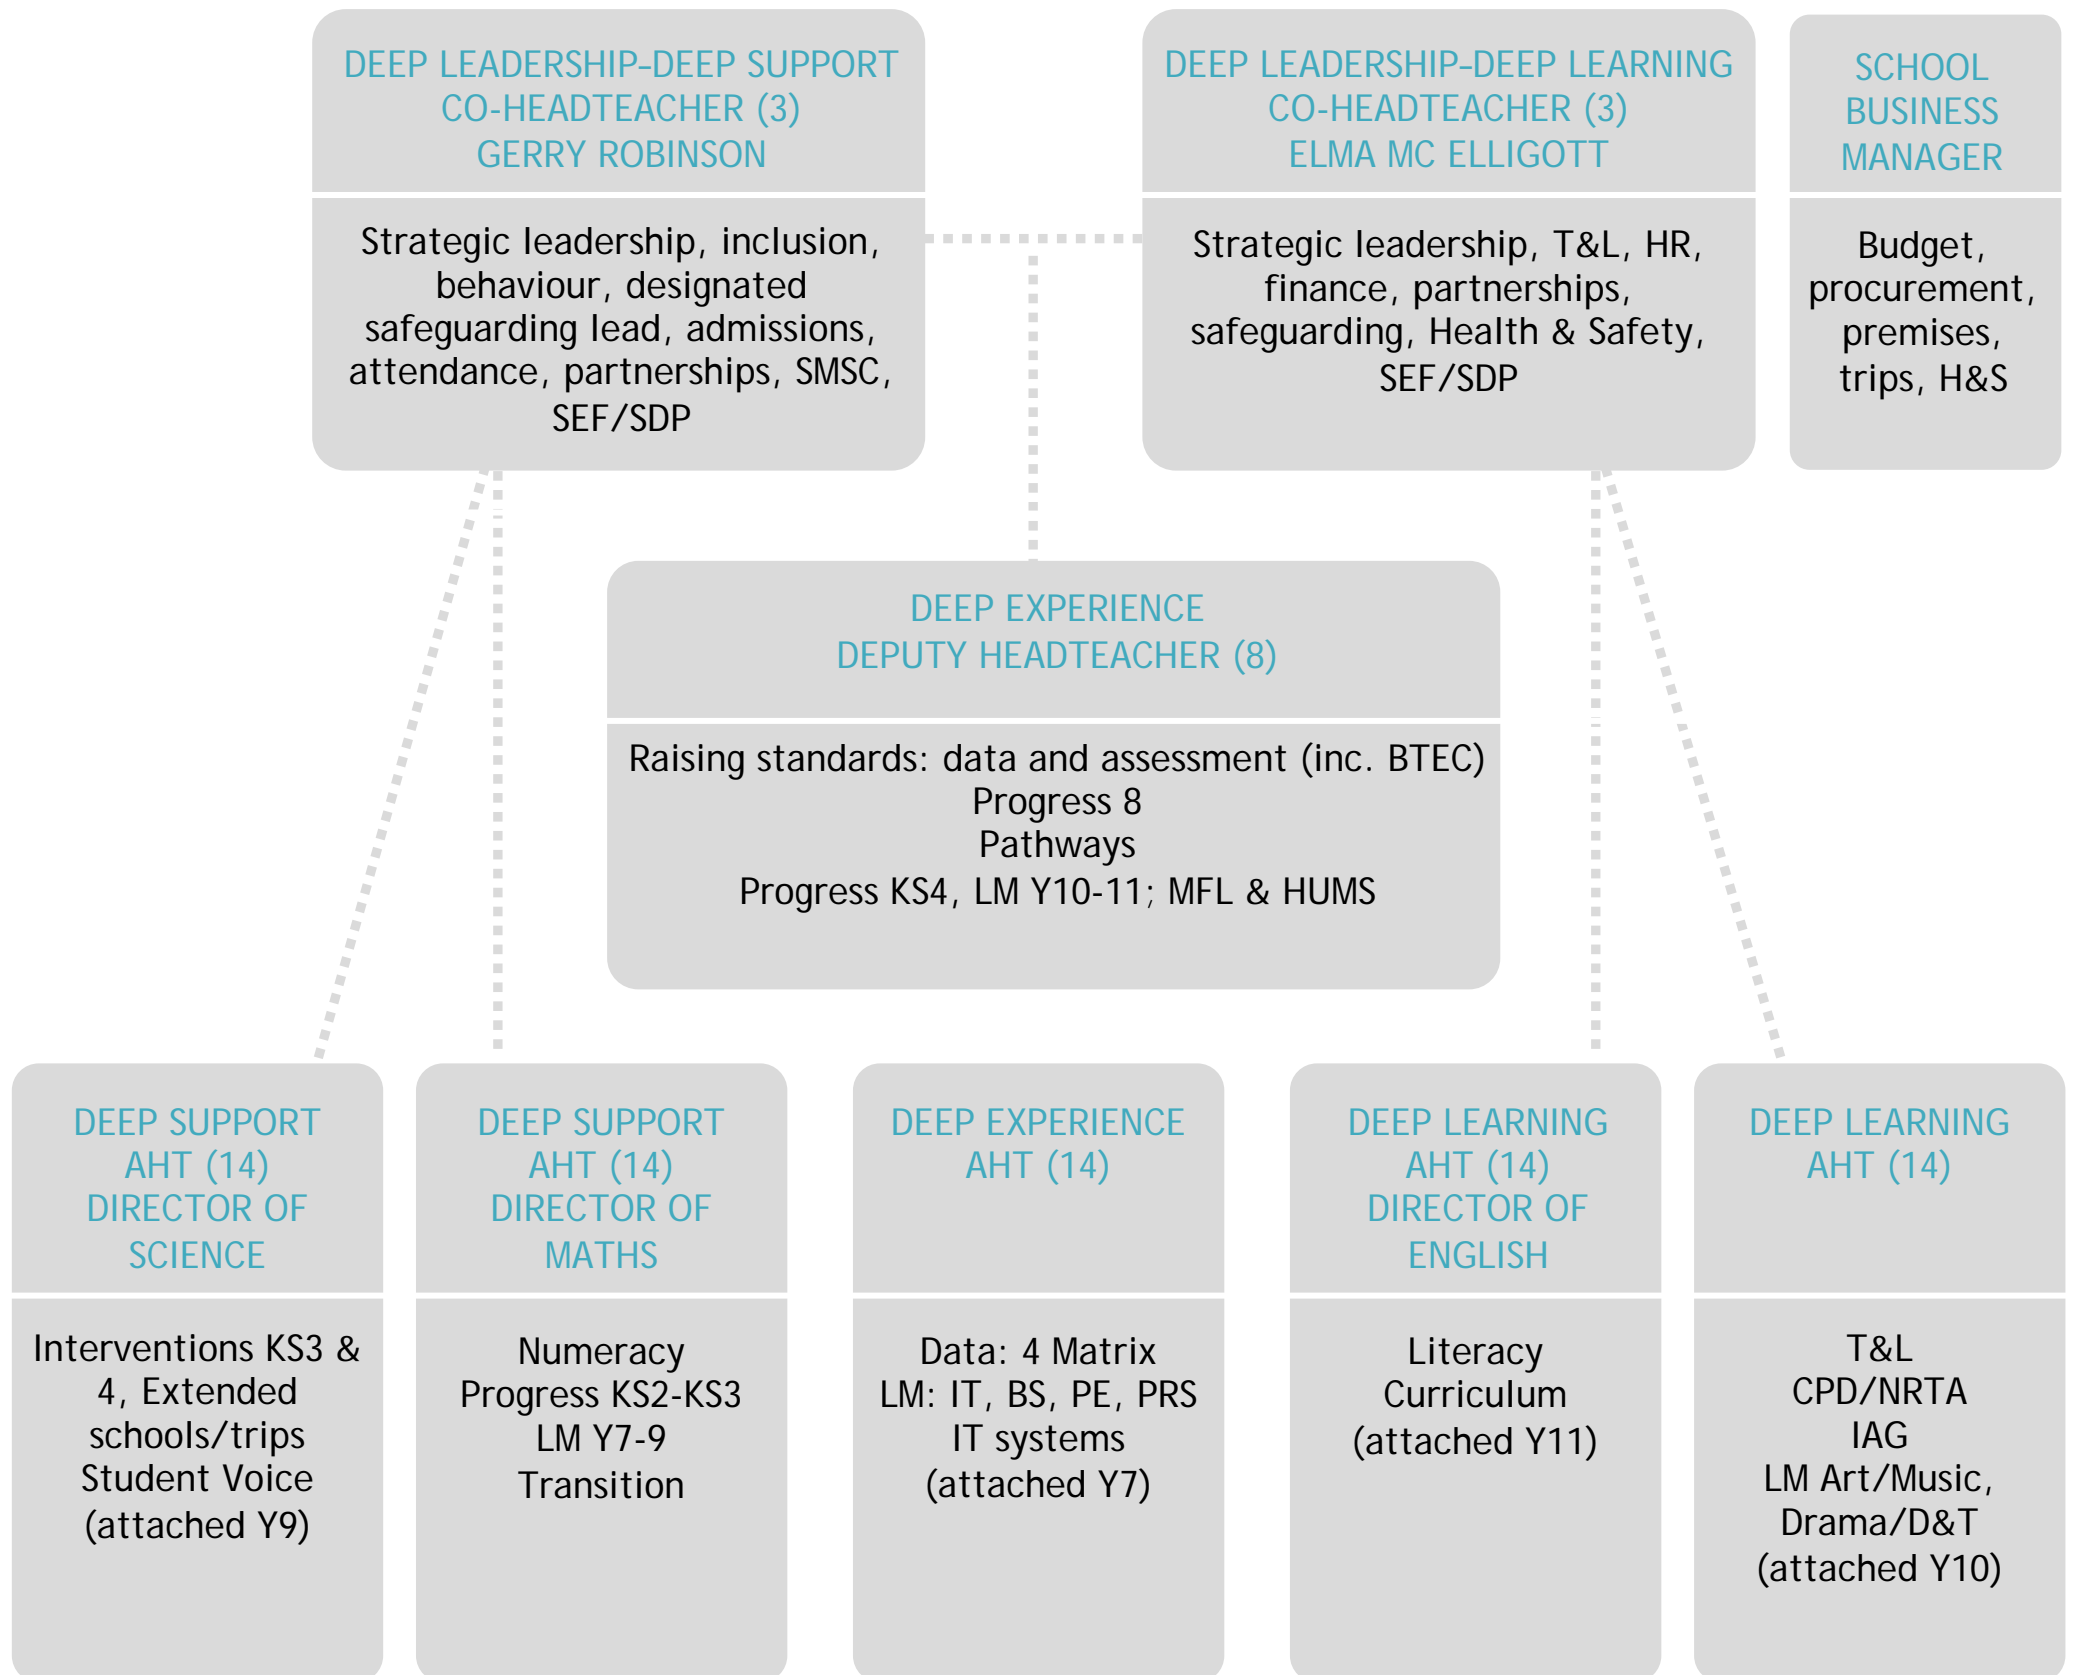 DEEP LEADERSHIP–DEEP SUPPORT
CO-HEADTEACHER (3)
GERRY ROBINSON
Strategic leadership, inclusion,
behaviour, designated
safeguarding lead, admissions,
attendance, partnerships, SMSC,
SEF/SDP
DEEP LEADERSHIP–DEEP LEARNING
CO-HEADTEACHER (3)
ELMA MC ELLIGOTT
Strategic leadership, T&L, HR,
finance, partnerships,
safeguarding, Health & Safety,
SEF/SDP
SCHOOL
BUSINESS
MANAGER
Budget,
procurement,
premises,
trips, H&S
DEEP EXPERIENCE
DEPUTY HEADTEACHER (8)
Raising standards: data and assessment (inc. BTEC)
Progress 8
Pathways
Progress KS4, LM Y10-11; MFL & HUMS
DEEP SUPPORT
AHT (14)
DIRECTOR OF
SCIENCE
Interventions KS3 &
4, Extended
schools/trips
Student Voice
(attached Y9)
DEEP SUPPORT
AHT (14)
DIRECTOR OF
MATHS
Numeracy
Progress KS2-KS3
LM Y7-9
Transition
DEEP EXPERIENCE
AHT (14)
Data: 4 Matrix
LM: IT, BS, PE, PRS
IT systems
(attached Y7)
DEEP LEARNING
AHT (14)
DIRECTOR OF
ENGLISH
Literacy
Curriculum
(attached Y11)
DEEP LEARNING
AHT (14)
T&L
CPD/NRTA
IAG
LM Art/Music,
Drama/D&T
(attached Y10)